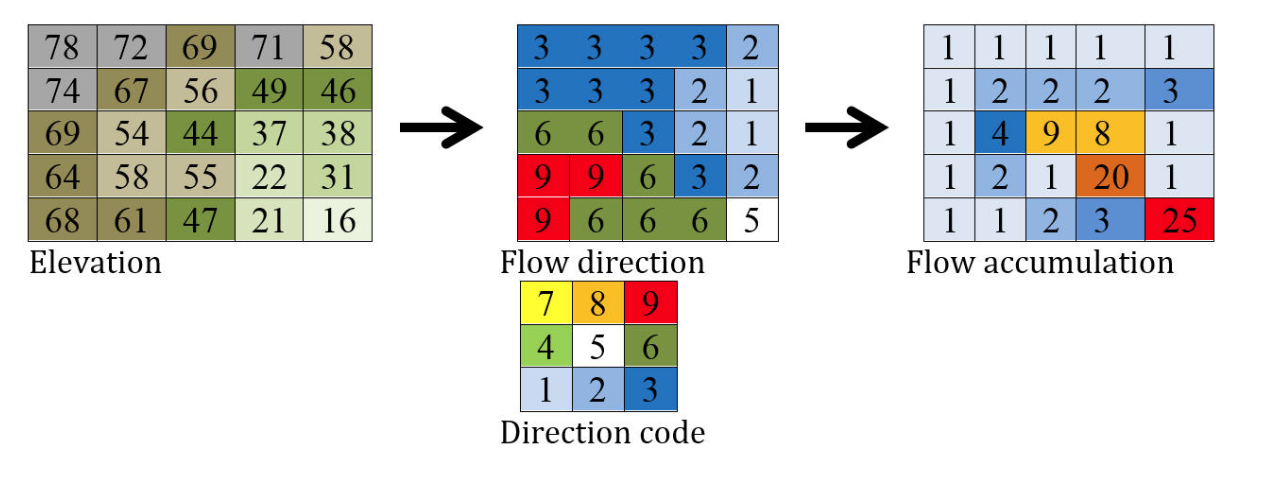 78 72 69 71 58 3 3 3 3 2 1 1 1 1 1
74 67 56 49 46 3 3 3 2 1 1 2 2 2 3
69 54 44 37 38 6 6 3 2 1 1 4 9 8 1
64 58 55 22 31 9 9 6 3 2 1 2 1 20 1
68 61 47 21 16 9 6 6 6 5 1 1 2 3 25
Elevation Flow direction Flow accumulation
7 8 9
4 5 6
1 2 3
Direction code